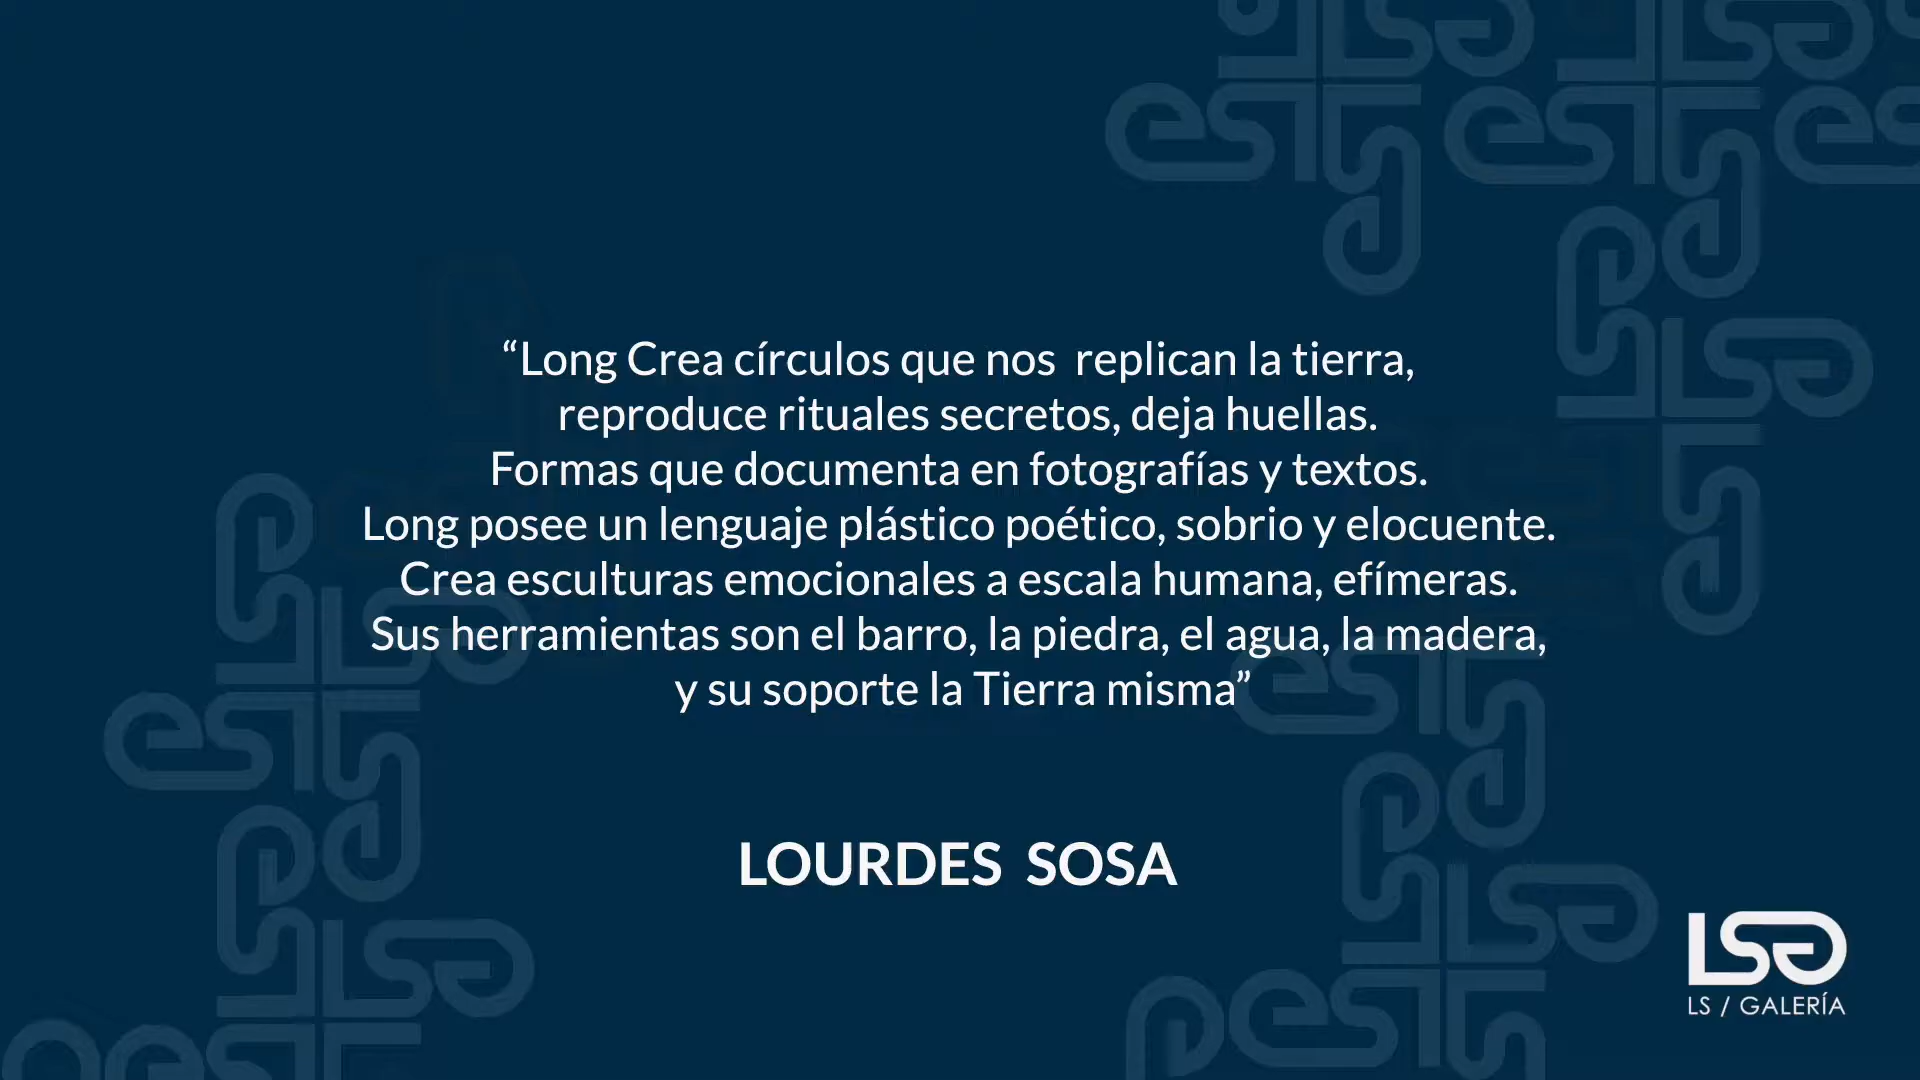 “Long Crea círculos que nos  replican la tierra,
reproduce rituales secretos, deja huellas.
Formas que documenta en fotografías y textos.
Long posee un lenguaje plástico poético, sobrio y elocuente.
Crea esculturas emocionales a escala humana, efímeras.
Sus herramientas son el barro, la piedra, el agua, la madera,
y su soporte la Tierra misma”
LOURDES  SOSA
LSG
LS / GALERÍA